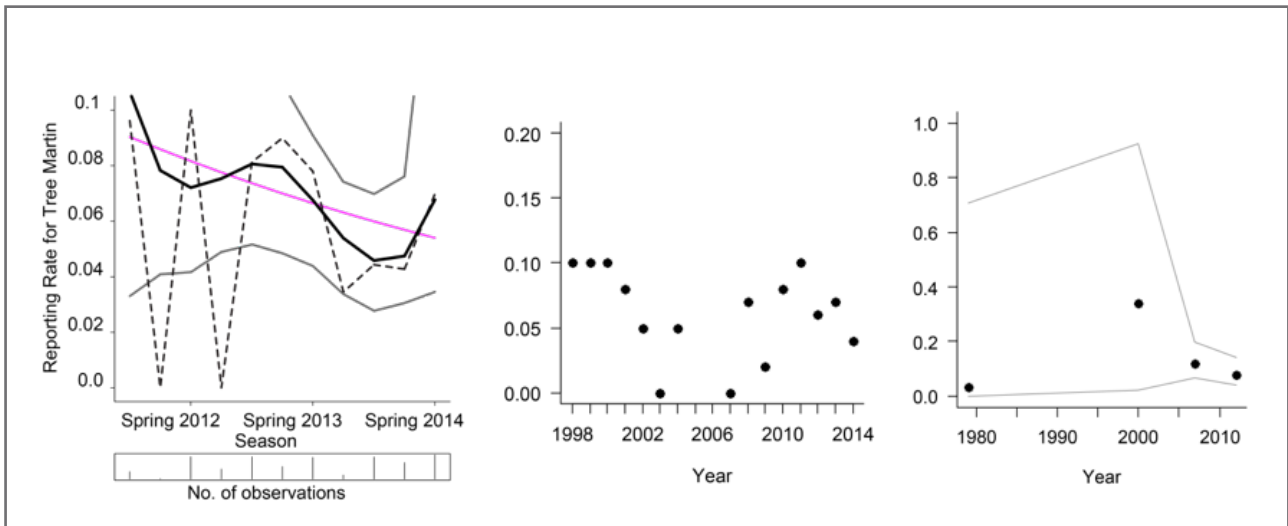 Reporting Rate for Tree Martin
0.1
0.08
0.06
0.04
0.02
0.0
Spring 2012 Spring 2013 Spring 2014
Season
No. of observations
0.20
0.15
0.10
0.05
0.00
1998 2002 2006 2010 2014
Year
1.0
0.8
0.6
0.4
0.2
0.0
1980 1990 2000 2010
Year